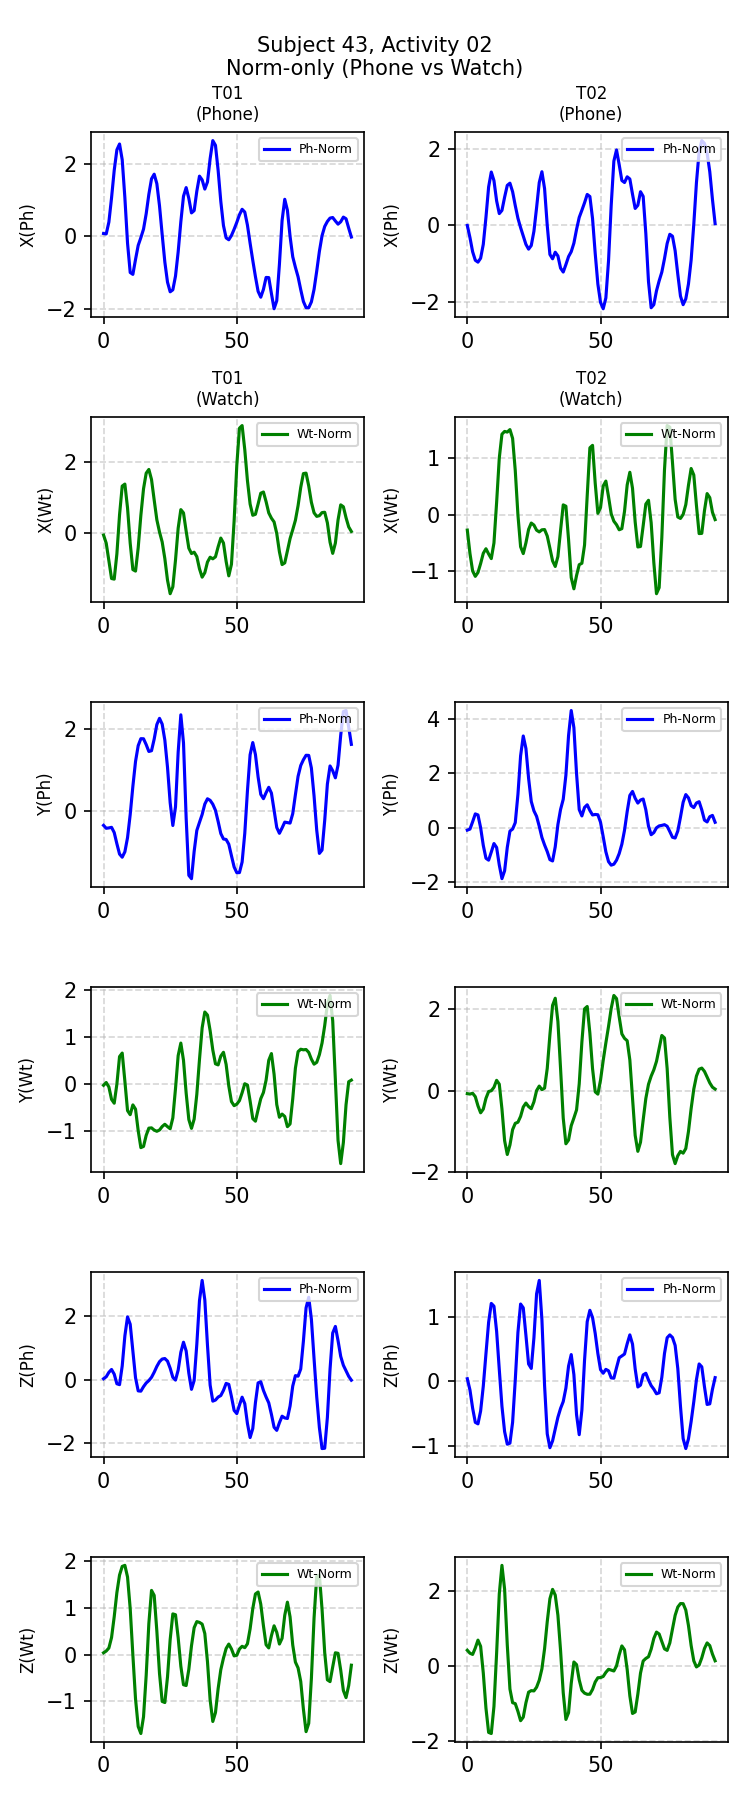 Subject 43, Activity 02
Norm-only (Phone vs Watch)
T01
(Phone)
T02
(Phone)
X(Ph)
2
0
−2
0
50
Ph-Norm
X(Ph)
2
0
−2
0
50
Ph-Norm
T01
(Watch)
T02
(Watch)
X(Wt)
2
0
0
50
Wt-Norm
X(Wt)
1
0
−1
0
50
Wt-Norm
Y(Ph)
2
0
0
50
Ph-Norm
Y(Ph)
4
2
0
−2
0
50
Ph-Norm
Y(Wt)
2
1
0
−1
0
50
Wt-Norm
Y(Wt)
2
0
−2
0
50
Wt-Norm
Z(Ph)
2
0
−2
0
50
Ph-Norm
Z(Ph)
1
0
−1
0
50
Ph-Norm
Z(Wt)
2
1
0
−1
0
50
Wt-Norm
Z(Wt)
2
0
−2
0
50
Wt-Norm